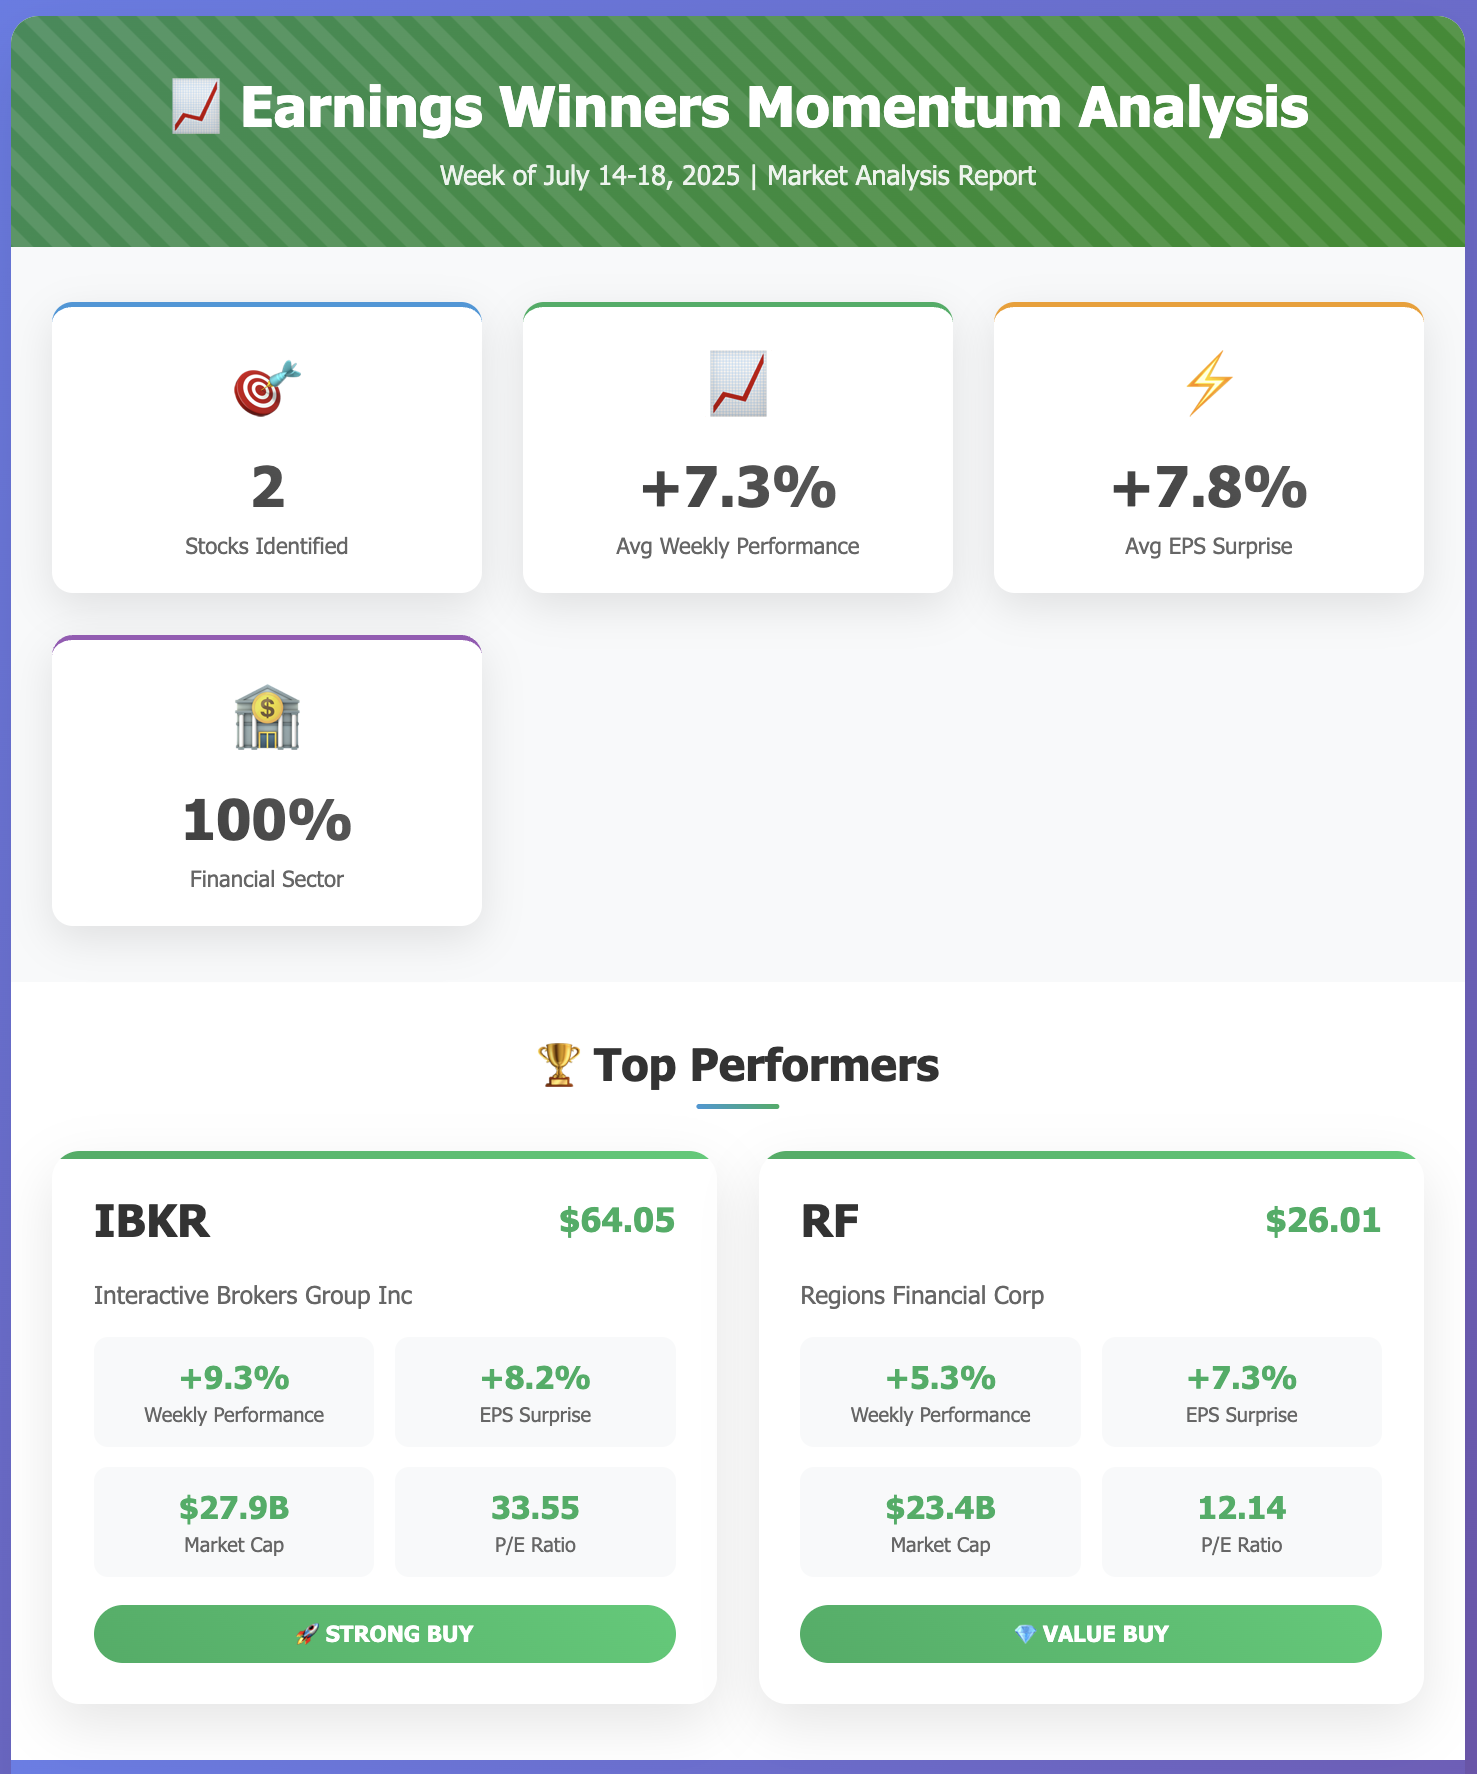 📈 Earnings Winners Momentum Analysis
Week of July 14-18, 2025 | Market Analysis Report
2
Stocks Identified
+7.3%
Avg Weekly Performance
+7.8%
Avg EPS Surprise
100%
Financial Sector
🏆 Top Performers
IBKR
$64.05
Interactive Brokers Group Inc
+9.3%
Weekly Performance
+8.2%
EPS Surprise
$27.9B
Market Cap
33.55
P/E Ratio
🚀 STRONG BUY
RF
$26.01
Regions Financial Corp
+5.3%
Weekly Performance
+7.3%
EPS Surprise
$23.4B
Market Cap
12.14
P/E Ratio
💎 VALUE BUY